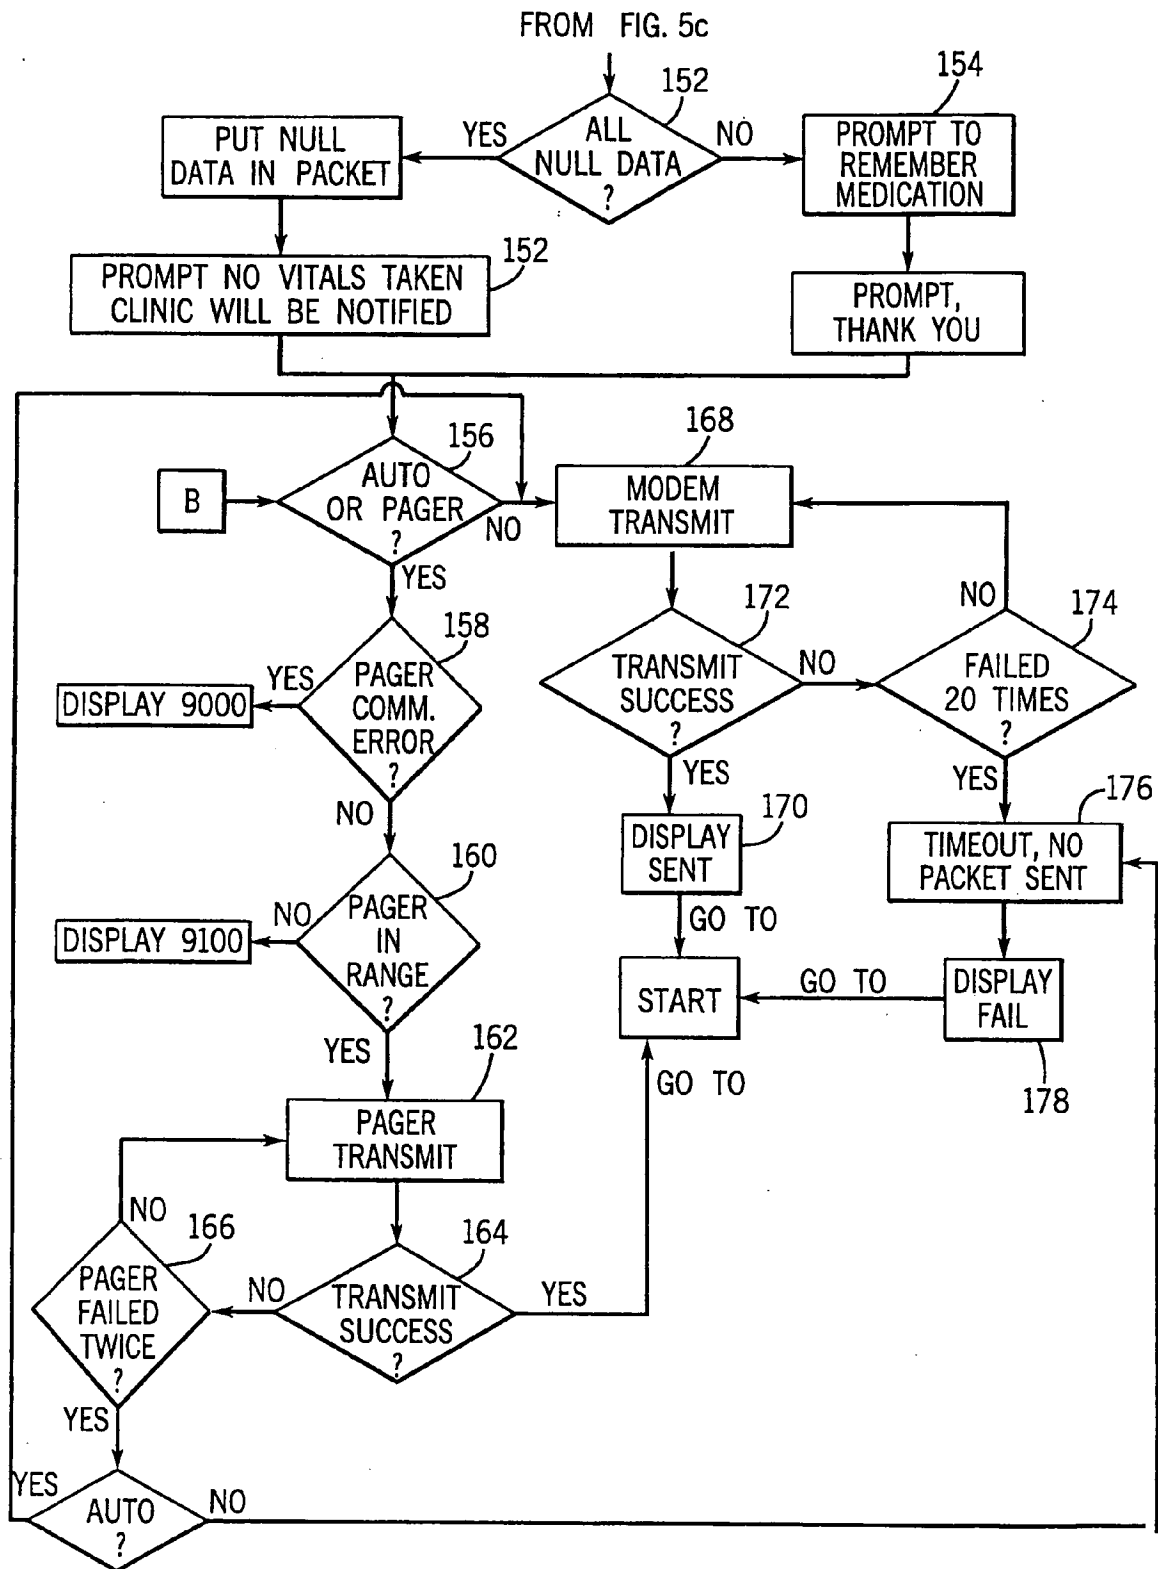 FROM FIG. 5c
152
154
ALL
NULL DATA
?
YES
NO
PUT NULL
DATA IN PACKET
PROMPT TO
REMEMBER
MEDICATION
152
PROMPT NO VITALS TAKEN
CLINIC WILL BE NOTIFIED
PROMPT,
THANK YOU
156
168
B
AUTO
OR PAGER
?
NO
YES
MODEM
TRANSMIT
158
172
174
NO
PAGER
COMM.
ERROR
?
YES
NO
DISPLAY 9000
TRANSMIT
SUCCESS
?
NO
YES
FAILED
20 TIMES
?
YES
170
176
DISPLAY
SENT
TIMEOUT, NO
PACKET SENT
160
PAGER
IN
RANGE
?
NO
YES
DISPLAY 9100
GO TO
START
GO TO
DISPLAY
FAIL
178
162
GO TO
PAGER
TRANSMIT
NO
166
164
PAGER
FAILED
TWICE
?
NO
TRANSMIT
SUCCESS
?
YES
YES
YES
AUTO
?
NO